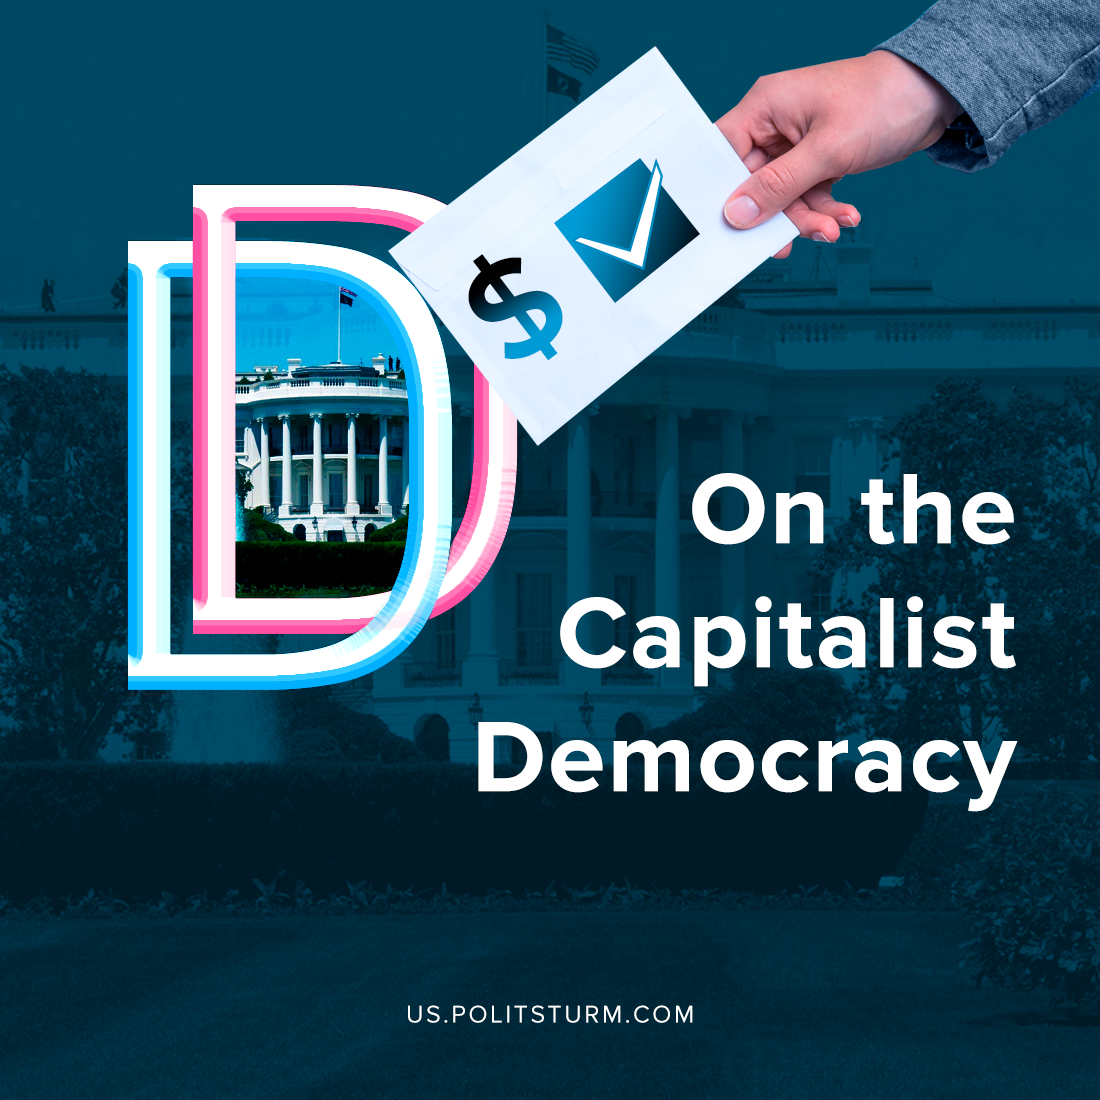 D
D
$
On the
Capitalist
Democracy
US.POLITSTURM.COM